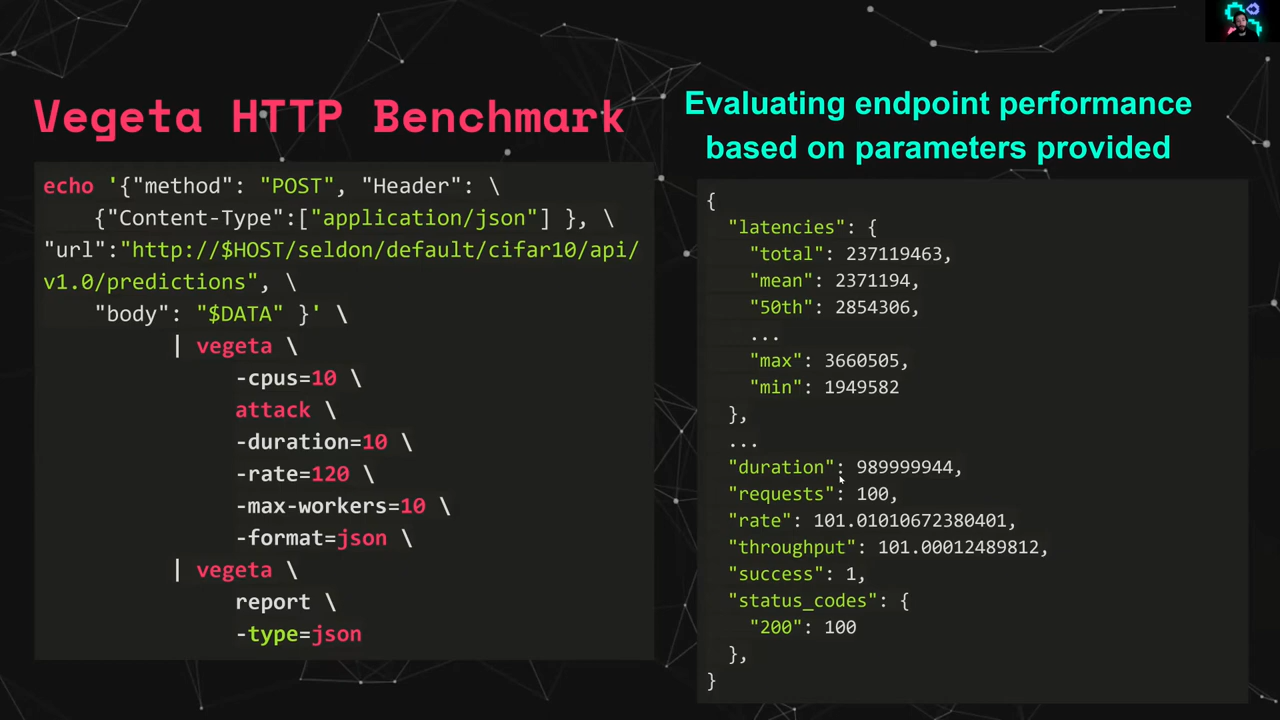 Vegeta HTTP Benchmark
echo '{"method": "POST", "Header": \
{"Content-Type":["application/json"] }, \
"url":"http://$HOST/seldon/default/cifar10/api/
v1.0/predictions", \
"body": "$DATA" }' \
| vegeta \
-cpus=10 \
attack \
-duration=10 \
-rate=120 \
-max-workers=10 \
-format=json \
| vegeta \
report \
-type=json
Evaluating endpoint performance
based on parameters provided
{
"latencies": {
"total": 237119463,
"mean": 2371194,
"50th": 2854306,
...
"max": 3660505,
"min": 1949582
},
...
"duration": 989999944,
"requests": 100,
"rate": 101.01010672380401,
"throughput": 101.00012489812,
"success": 1,
"status_codes": {
"200": 100
},
}